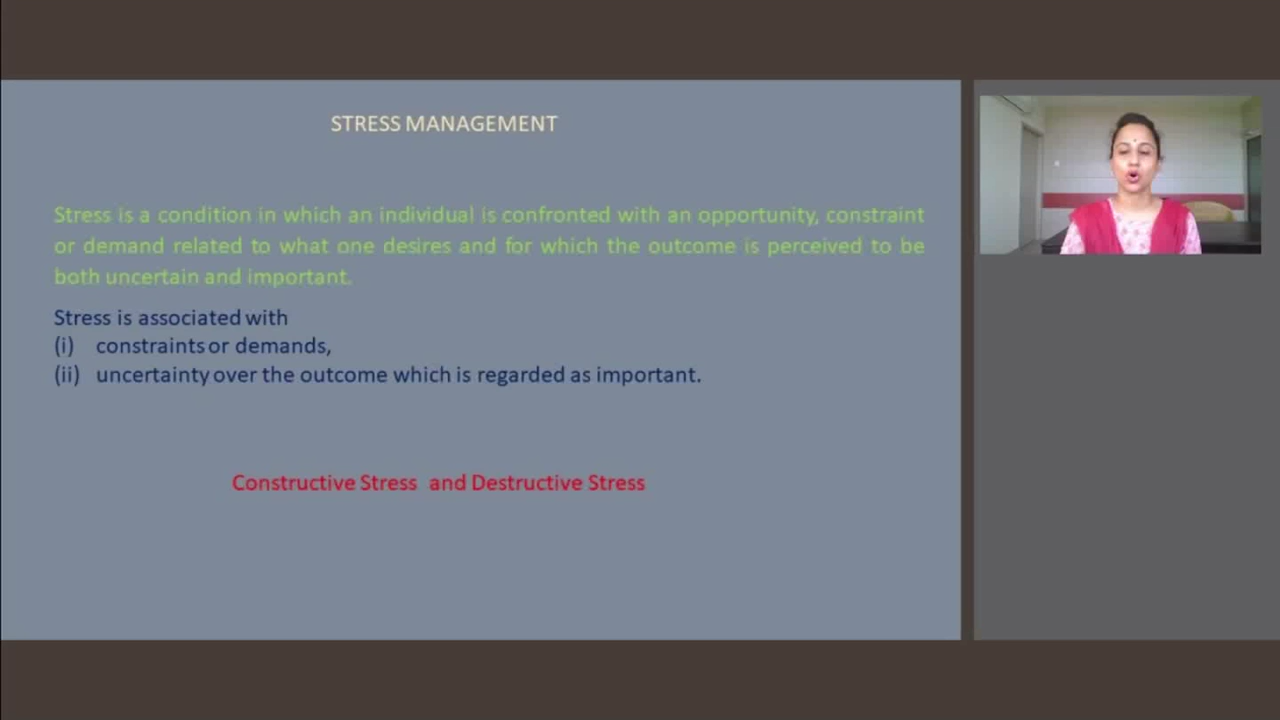 STRESS MANAGEMENT
Stress is a condition in which an individual is confronted with an opportunity, constraint
or demand related to what one desires and for which the outcome is perceived to be
both uncertain and important.
Stress is associated with
(i) constraints or demands,
(ii) uncertainty over the outcome which is regarded as important.
Constructive Stress and Destructive Stress